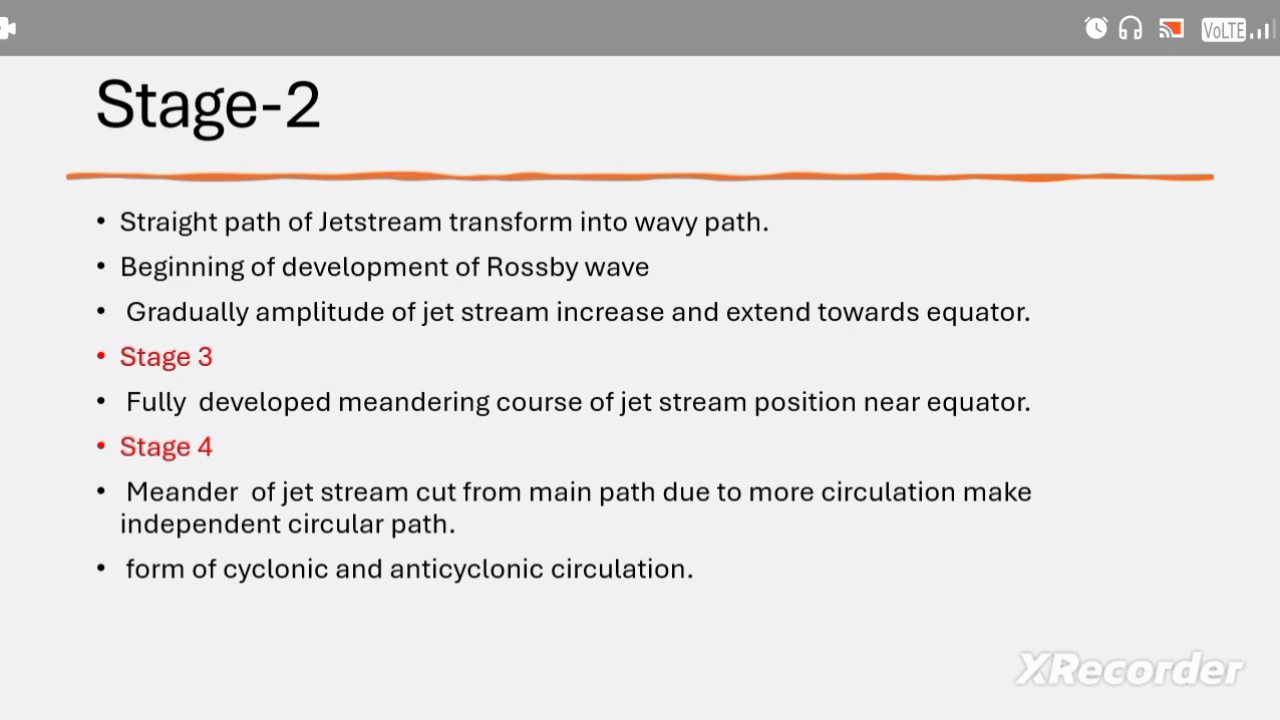 VoLTE
Stage-2
• Straight path of Jetstream transform into wavy path.
• Beginning of development of Rossby wave
• Gradually amplitude of jet stream increase and extend towards equator.
• Stage 3
• Fully developed meandering course of jet stream position near equator.
• Stage 4
• Meander of jet stream cut from main path due to more circulation make
independent circular path.
• form of cyclonic and anticyclonic circulation.
XRecorder